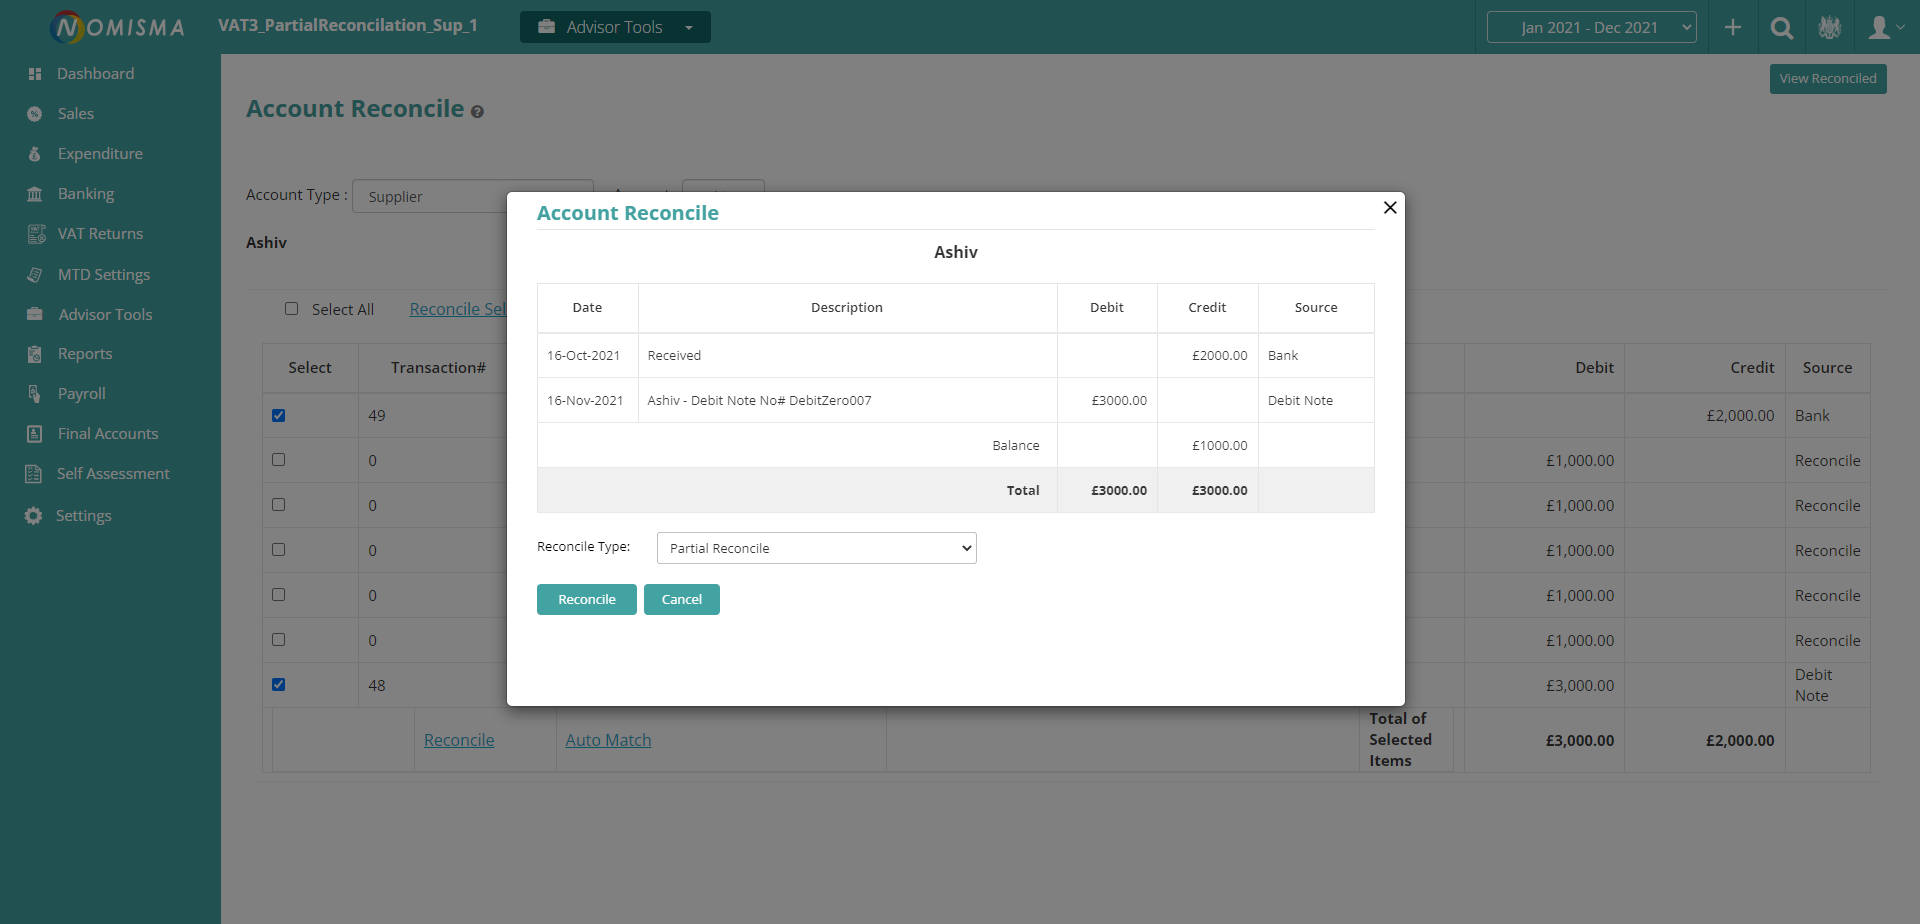 NOMISMA
VAT3_PartialReconcilation_Sup_1
Advisor Tools
Jan 2021 - Dec 2021
Dashboard
Sales
Expenditure
Banking
VAT Returns
MTD Settings
Advisor Tools
Reports
Payroll
Final Accounts
Self Assessment
Settings
View Reconciled
Account Reconcile
Account Type : Supplier
Ashiv
Select All Reconcile Sel
Select Transaction# Debit Credit Source
49 £2,000.00 Bank
0 £1,000.00 Reconcile
0 £1,000.00 Reconcile
0 £1,000.00 Reconcile
0 £1,000.00 Reconcile
0 £1,000.00 Reconcile
48 £3,000.00 Debit Note
Reconcile Auto Match Total of Selected Items £3,000.00 £2,000.00
Account Reconcile
Ashiv
Date Description Debit Credit Source
16-Oct-2021 Received £2000.00 Bank
16-Nov-2021 Ashiv - Debit Note No# DebitZero007 £3000.00 Debit Note
Balance £1000.00
Total £3000.00 £3000.00
Reconcile Type: Partial Reconcile
Reconcile Cancel